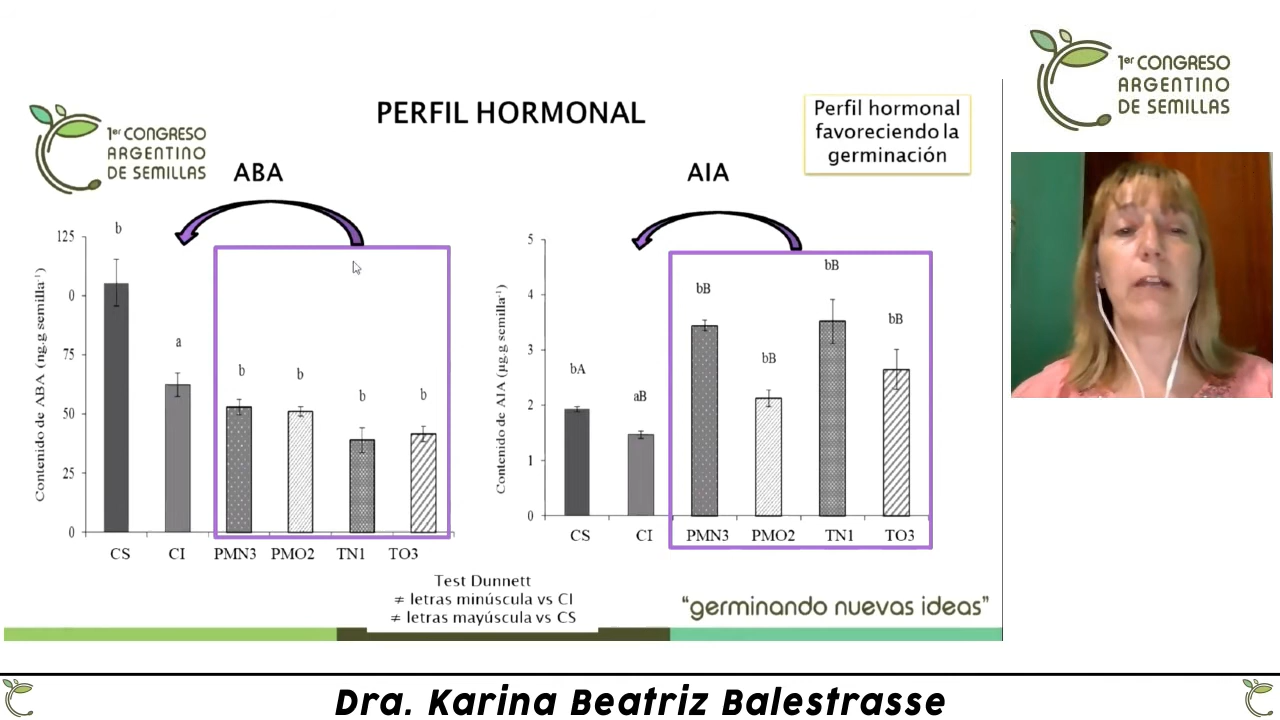 PERFIL HORMONAL
Perfil hormonal
favoreciendo la
germinación
1er CONGRESO
ARGENTINO
DE SEMILLAS
1er CONGRESO
ARGENTINO
DE SEMILLAS
ABA
AIA
Contenido de ABA (ng.g semilla-1)
125
0
75
50
25
0
b
a
b
b
b
b
CS CI PMN3 PMO2 TN1 TO3
Contenido de AIA (µg.g semilla-1)
5
4
3
2
1
0
bA
aB
bB
bB
bB
bB
CS CI PMN3 PMO2 TN1 TO3
Test Dunnett
≠ letras minúscula vs CI
≠ letras mayúscula vs CS
“germinando nuevas ideas”
Dra. Karina Beatriz Balestrasse